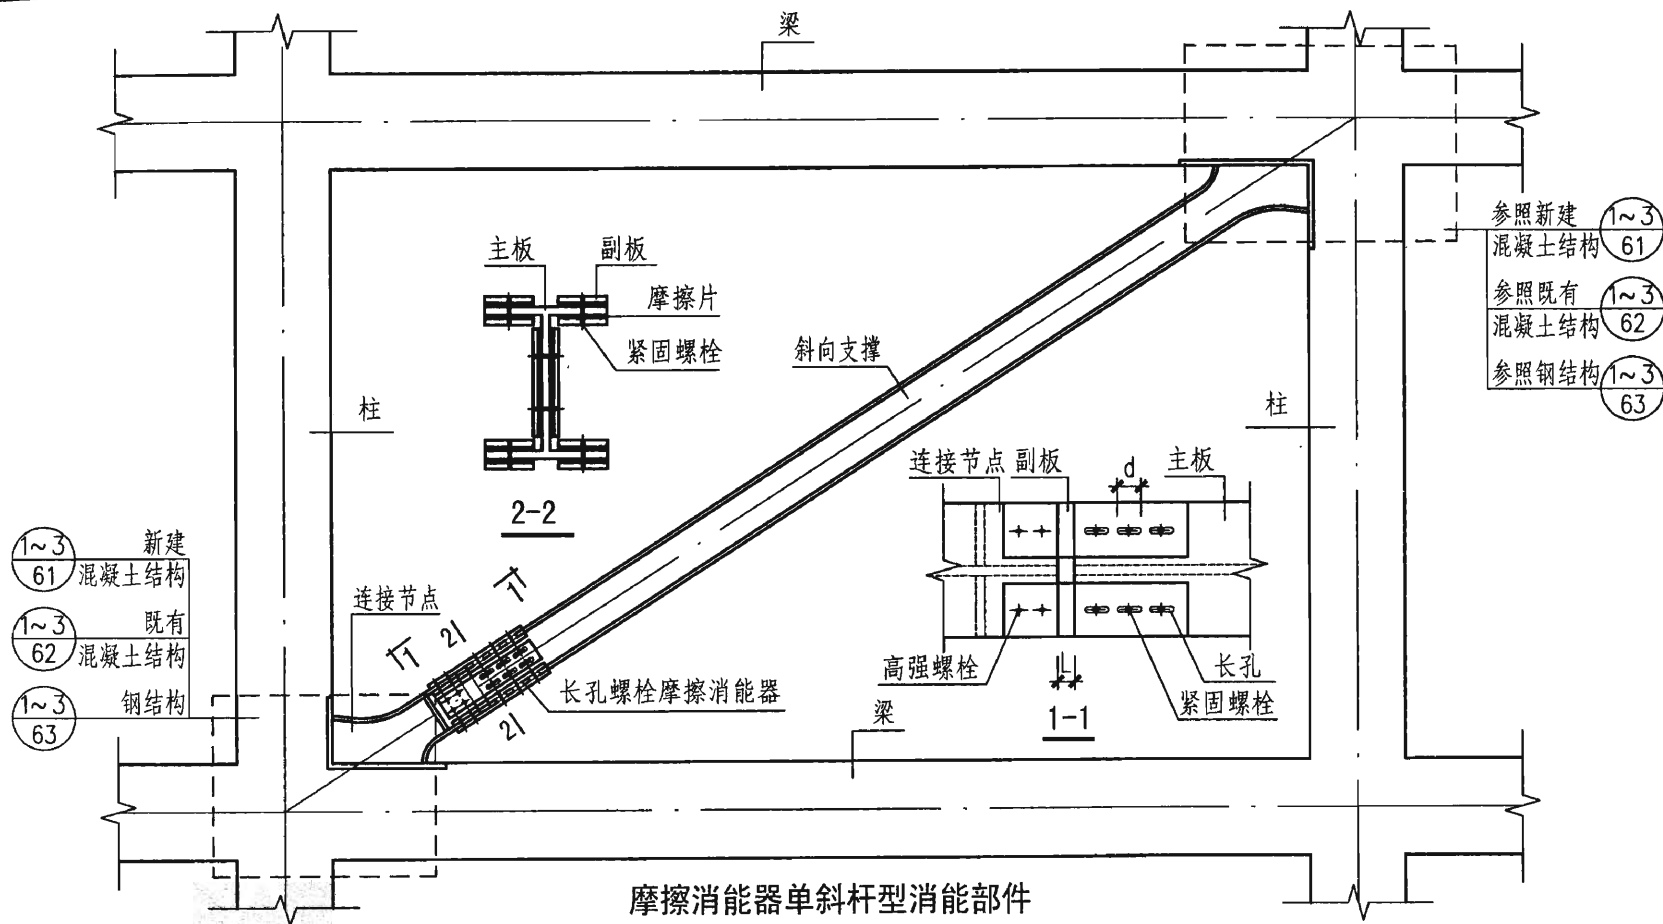 梁
参照新建 1~3
混凝土结构 61
参照既有 1~3
混凝土结构 62
参照钢结构 1~3
63
主板 副板
摩擦片
紧固螺栓
2-2
斜向支撑
柱
柱
连接节点 副板 d 主板
高强螺栓 L 长孔
紧固螺栓
1-1
1~3 新建
61 混凝土结构
1~3 既有
62 混凝土结构
1~3 钢结构
63
连接节点
1
1
2
2
长孔螺栓摩擦消能器
梁
摩擦消能器单斜杆型消能部件